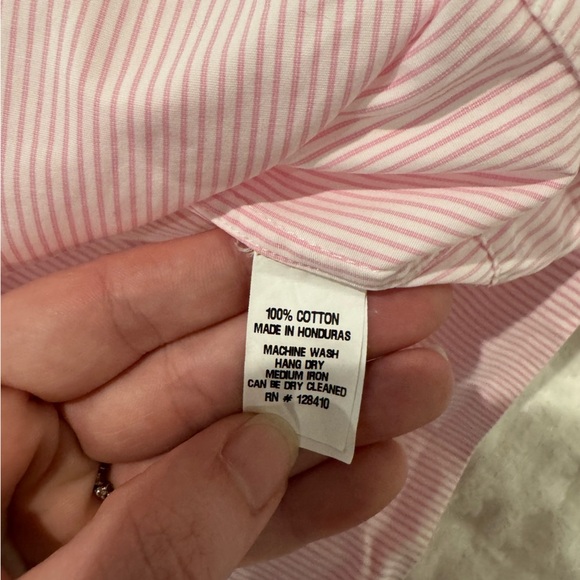 100% COTTON
MADE IN HONDURAS
MACHINE WASH
HANG DRY
MEDIUM IRON
CAN BE DRY CLEANED
RN # 128410